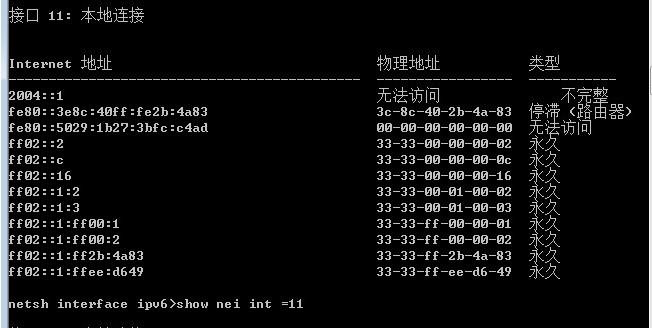 接口 11: 本地连接
Internet 地址 物理地址 类型
--------------------------------------------  -----------------  -----------
2004::1 无法访问 不完整
fe80::3e8c:40ff:fe2b:4a83 3c-8c-40-2b-4a-83 停滞 (路由器)
fe80::5029:1b27:3bfc:c4ad 00-00-00-00-00-00 无法访问
ff02::2 33-33-00-00-00-02 永久
ff02::c 33-33-00-00-00-0c 永久
ff02::16 33-33-00-00-00-16 永久
ff02::1:2 33-33-00-01-00-02 永久
ff02::1:3 33-33-00-01-00-03 永久
ff02::1:ff00:1 33-33-ff-00-00-01 永久
ff02::1:ff00:2 33-33-ff-00-00-02 永久
ff02::1:ff2b:4a83 33-33-ff-2b-4a-83 永久
ff02::1:ffee:d649 33-33-ff-ee-d6-49 永久
netsh interface ipv6>show nei int =11